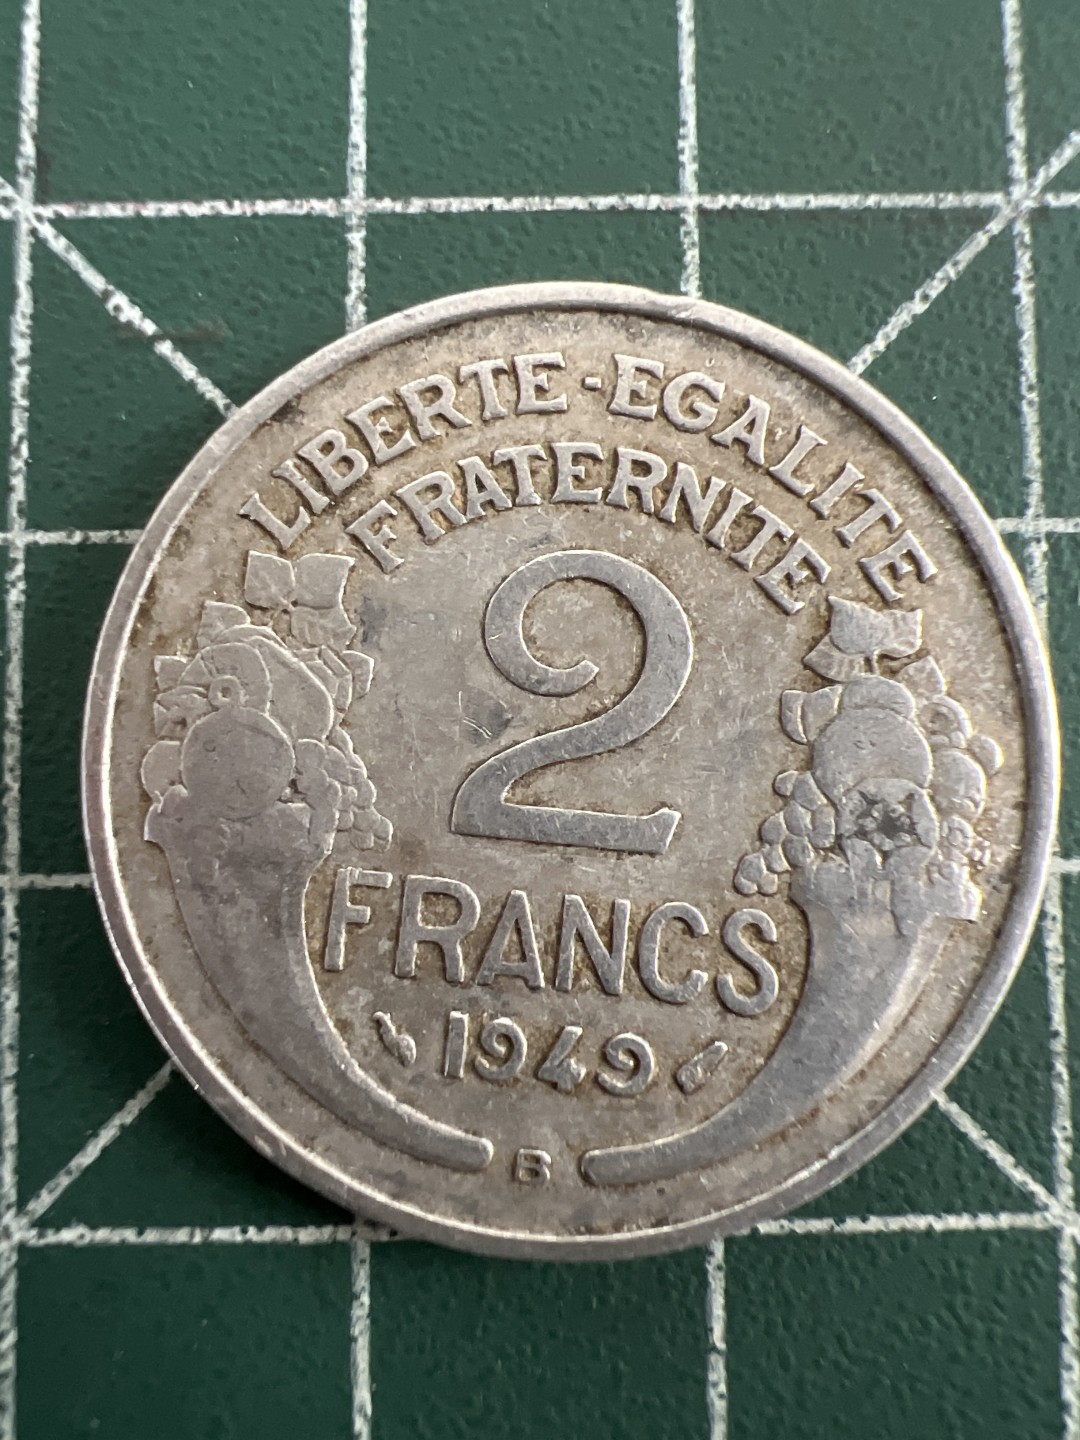 LIBERTE-EGALITE
FRATERNITE
2
FRANCS
1949
B